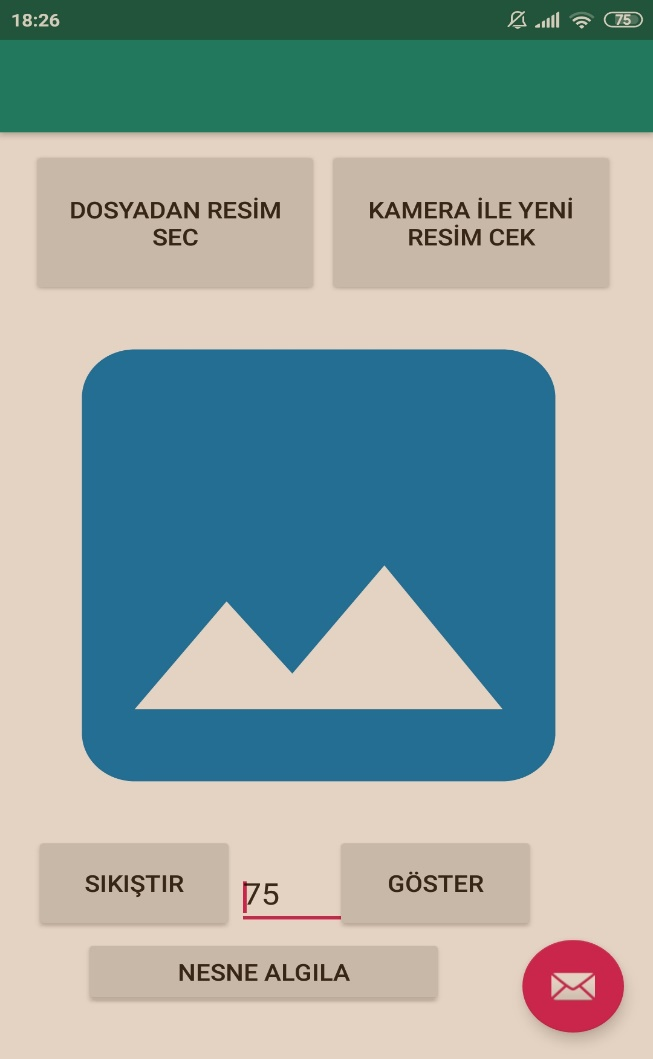 18:26
75
DOSYADAN RESİM
SEC
KAMERA İLE YENİ
RESİM CEK
SIKIŞTIR
75
GÖSTER
NESNE ALGILA